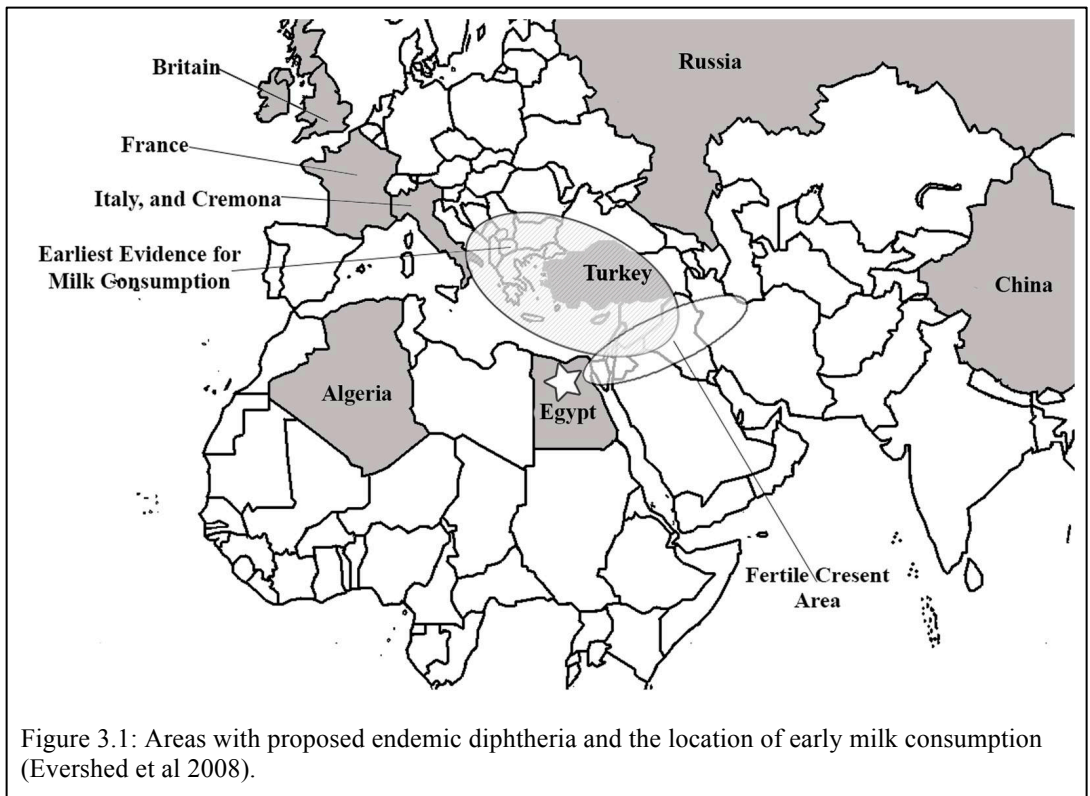 Britain
Russia
France
Italy, and Cremona
Earliest Evidence for
Milk Consumption
Turkey
China
Algeria
Egypt
Fertile Cresent
Area
Figure 3.1: Areas with proposed endemic diphtheria and the location of early milk consumption
(Evershed et al 2008).